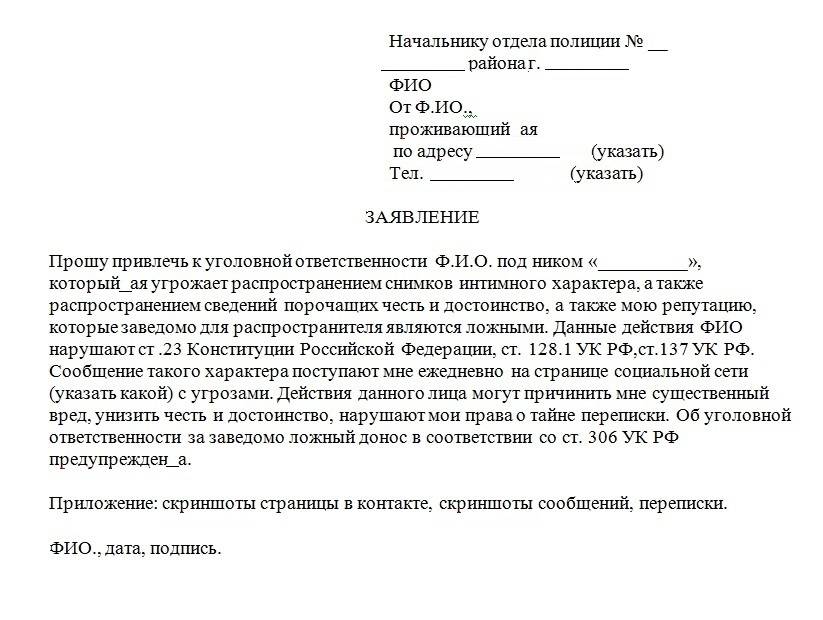 Начальнику отдела полиции № __
_________ района г. _________
ФИО
От Ф.ИО.,
проживающий ая
по адресу _________ (указать)
Тел. _________ (указать)
ЗАЯВЛЕНИЕ
Прошу привлечь к уголовной ответственности Ф.И.О. под ником «__________»,
который_ая угрожает распространением снимков интимного характера, а также
распространением сведений порочащих честь и достоинство, а также мою репутацию,
которые заведомо для распространителя являются ложными. Данные действия ФИО
нарушают ст .23 Конституции Российской Федерации, ст. 128.1 УК РФ,ст.137 УК РФ.
Сообщение такого характера поступают мне ежедневно на странице социальной сети
(указать какой) с угрозами. Действия данного лица могут причинить мне существенный
вред, унизить честь и достоинство, нарушают мои права о тайне переписки. Об уголовной
ответственности за заведомо ложный донос в соответствии со ст. 306 УК РФ
предупрежден_а.
Приложение: скриншоты страницы в контакте, скриншоты сообщений, переписки.
ФИО., дата, подпись.